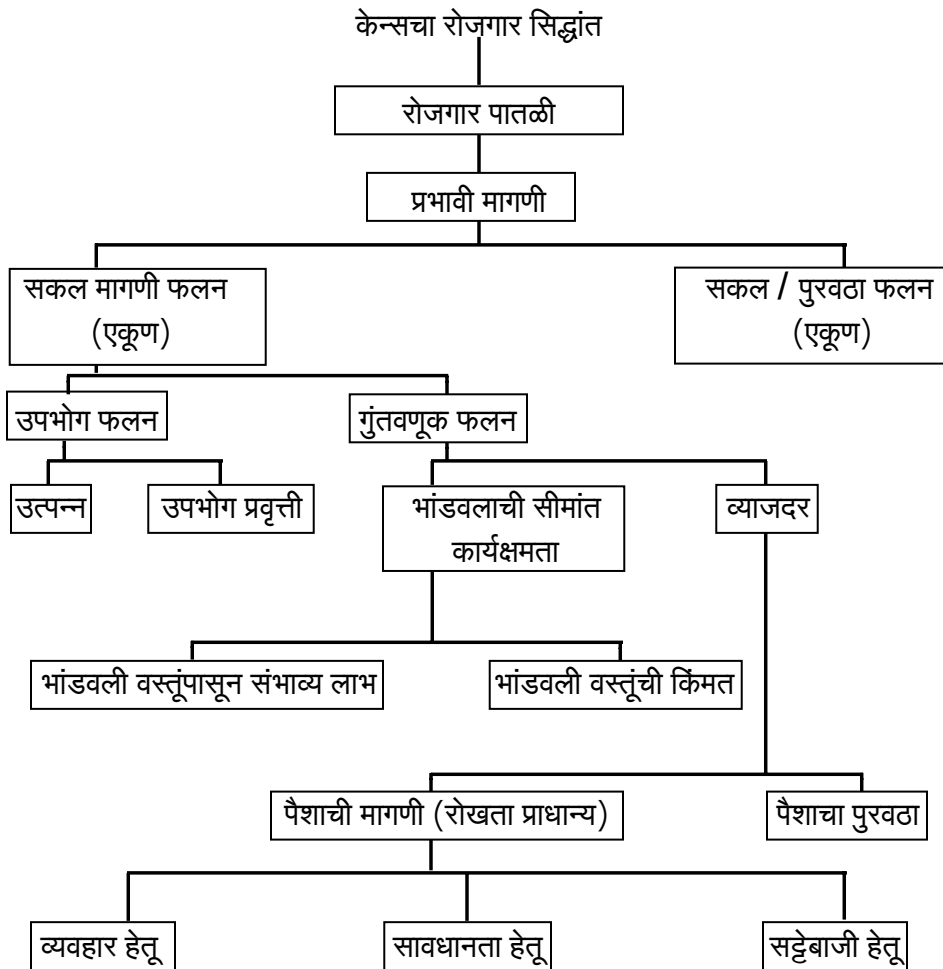 केन्सचा रोजगार सिद्धांत
रोजगार पातळी
प्रभावी मागणी
सकल मागणी फलन
(एकूण)
सकल / पुरवठा फलन
(एकूण)
उपभोग फलन
गुंतवणूक फलन
उत्पन्न
उपभोग प्रवृत्ती
भांडवलाची सीमांत
कार्यक्षमता
व्याजदर
भांडवली वस्तूंपासून संभाव्य लाभ
भांडवली वस्तूंची किंमत
पैशाची मागणी (रोखता प्राधान्य)
पैशाचा पुरवठा
व्यवहार हेतू
सावधानता हेतू
सट्टेबाजी हेतू